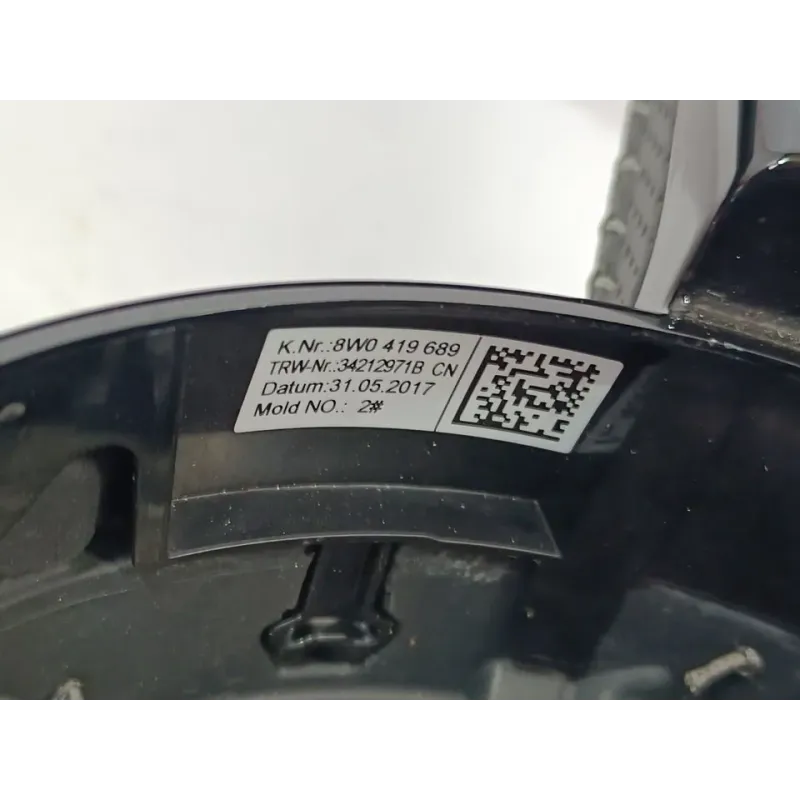 K.Nr.:8W0 419 689
TRW-Nr.:34212971B CN
Datum:31.05.2017
Mold NO.: 2#